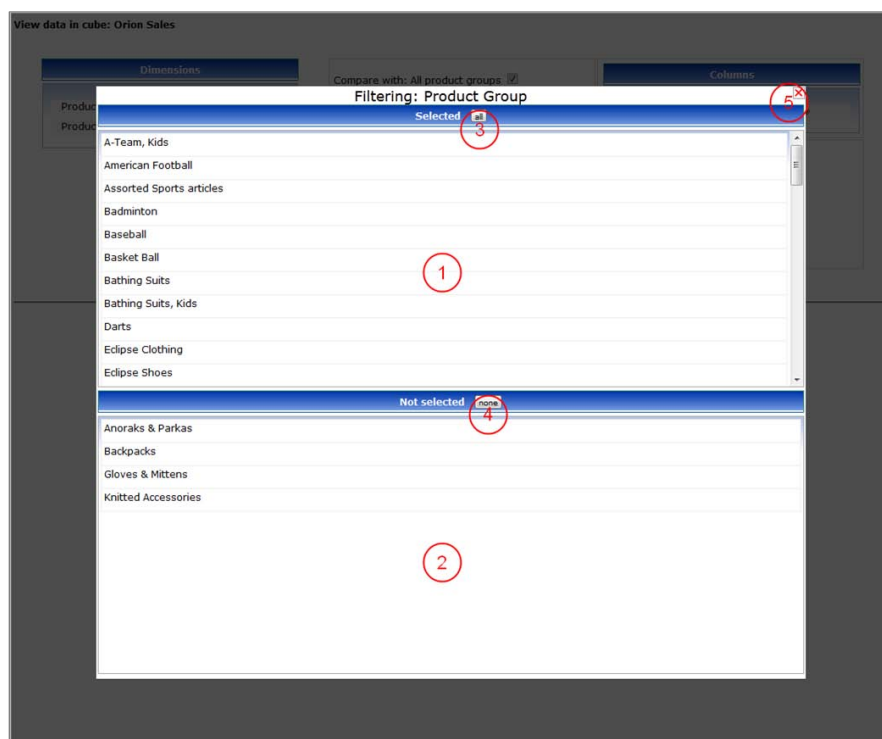 View data in cube: Orion Sales
Dimensions
Compare with: All product groups
Columns
Produc
Produc
Filtering: Product Group
5
Selected all
3
A-Team, Kids
American Football
Assorted Sports articles
Badminton
Baseball
Basket Ball
1
Bathing Suits
Bathing Suits, Kids
Darts
Eclipse Clothing
Eclipse Shoes
Not selected none
4
Anoraks & Parkas
Backpacks
Gloves & Mittens
Knitted Accessories
2